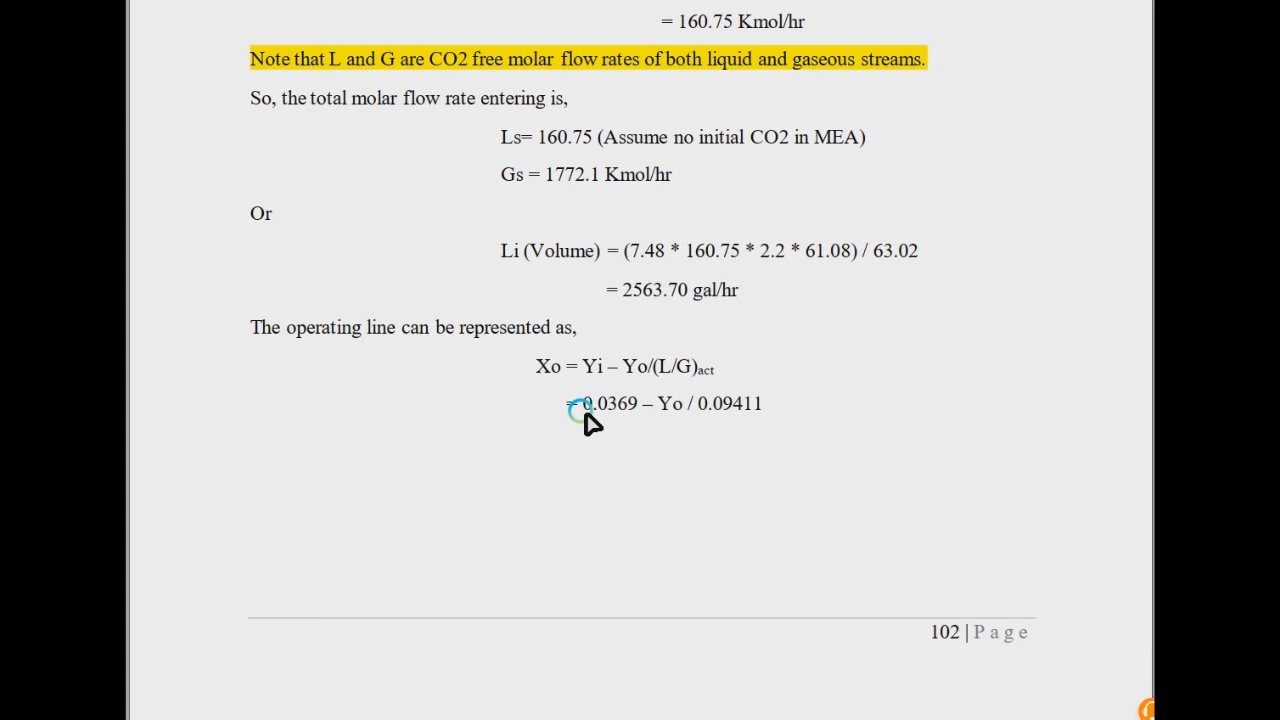 = 160.75 Kmol/hr
Note that L and G are CO2 free molar flow rates of both liquid and gaseous streams.
So, the total molar flow rate entering is,
Ls= 160.75 (Assume no initial CO2 in MEA)
Gs = 1772.1 Kmol/hr
Or
Li (Volume) = (7.48 * 160.75 * 2.2 * 61.08) / 63.02
= 2563.70 gal/hr
The operating line can be represented as,
Xo = Yi – Yo/(L/G)act
= 0.0369 – Yo / 0.09411
102 | Page